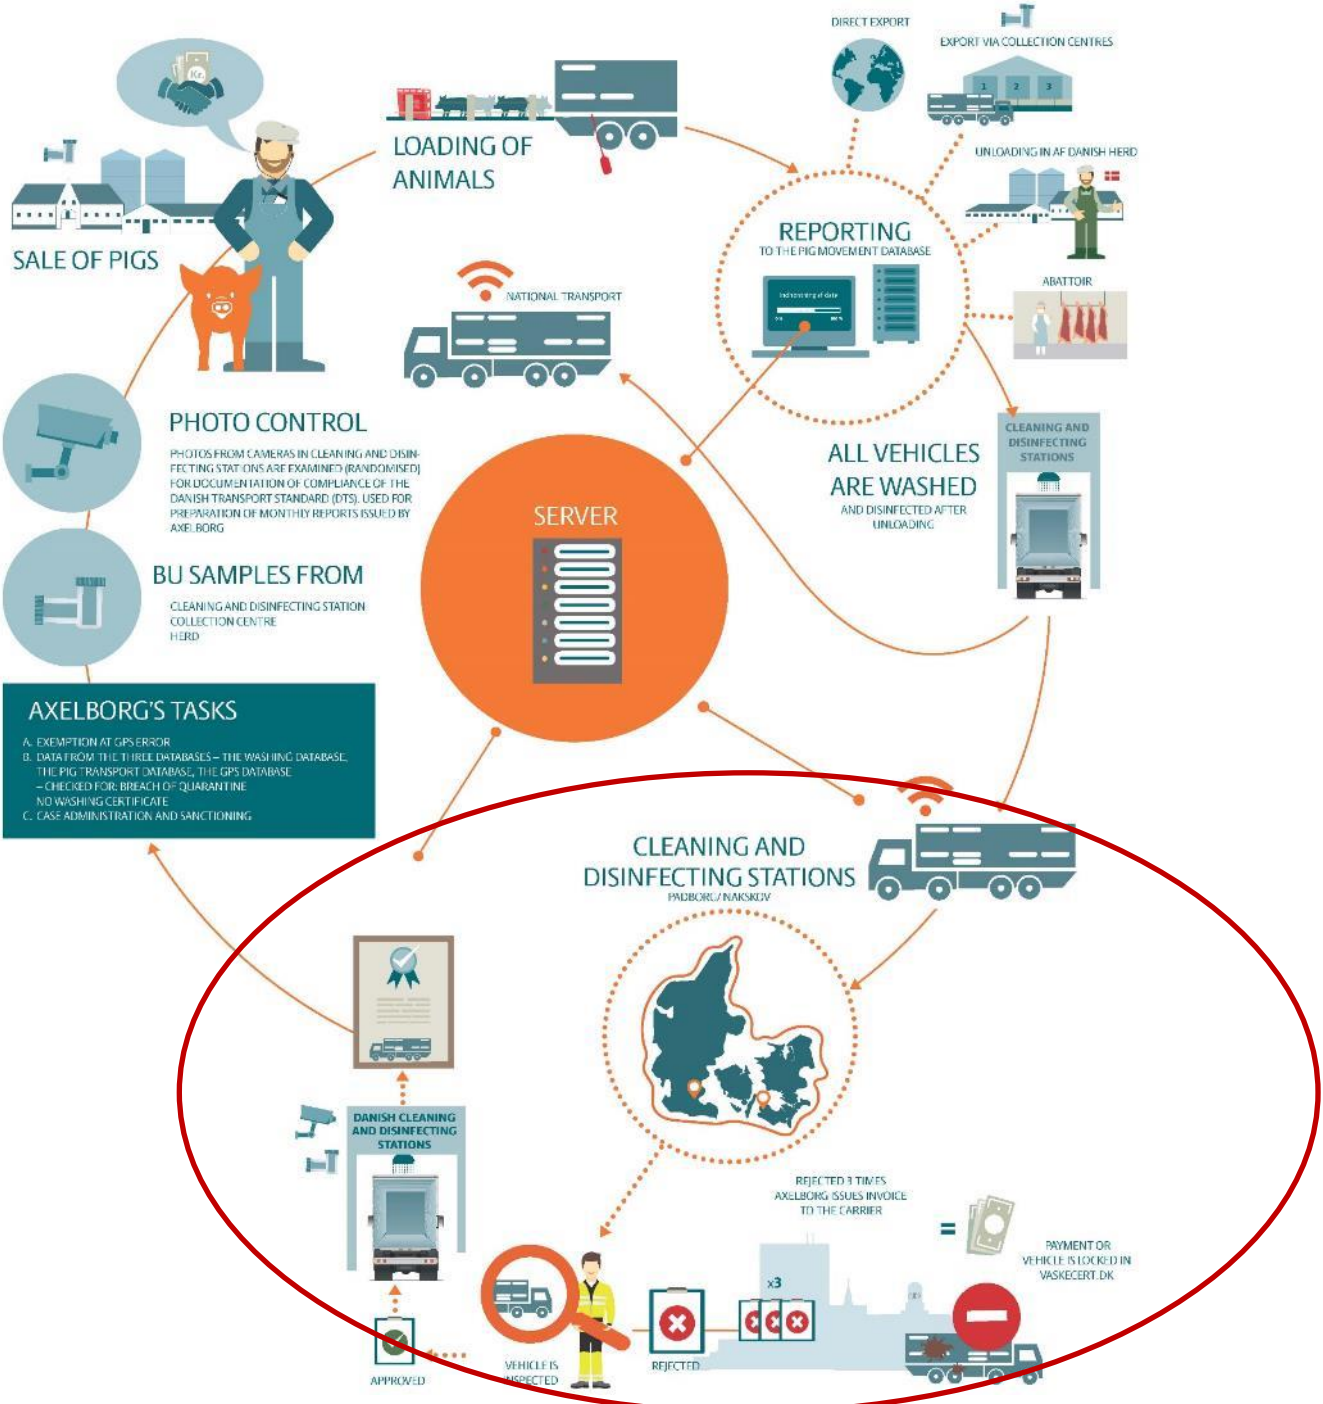 DIRECT EXPORT
EXPORT VIA COLLECTION CENTRES
1 2 3
Kr.
LOADING OF
ANIMALS
UNLOADING IN AF DANISH HERD
SALE OF PIGS
REPORTING
TO THE PIG MOVEMENT DATABASE
Indberetning af data
ABATTOIR
NATIONAL TRANSPORT
PHOTO CONTROL
PHOTOS FROM CAMERAS IN CLEANING AND DISIN-
FECTING STATIONS ARE EXAMINED (RANDOMISED)
FOR DOCUMENTATION OF COMPLIANCE OF THE
DANISH TRANSPORT STANDARD (DTS). USED FOR
PREPARATION OF MONTHLY REPORTS ISSUED BY
AXELBORG
ALL VEHICLES
ARE WASHED
AND DISINFECTED AFTER
UNLOADING
CLEANING AND
DISINFECTING
STATIONS
SERVER
BU SAMPLES FROM
CLEANING AND DISINFECTING STATION
COLLECTION CENTRE
HERD
AXELBORG'S TASKS
A. EXEMPTION AT GPS ERROR
B. DATA FROM THE THREE DATABASES – THE WASHING DATABASE,
THE PIG TRANSPORT DATABASE, THE GPS DATABASE
– CHECKED FOR: BREACH OF QUARANTINE
NO WASHING CERTIFICATE
C. CASE ADMINISTRATION AND SANCTIONING
CLEANING AND
DISINFECTING STATIONS
PADBORG/ NAKSKOV
DANISH CLEANING
AND DISINFECTING
STATIONS
REJECTED 3 TIMES
AXELBORG ISSUES INVOICE
TO THE CARRIER
=
PAYMENT OR
VEHICLE IS LOCKED IN
VASKECERT.DK
x3
APPROVED
VEHICLE IS
INSPECTED
REJECTED